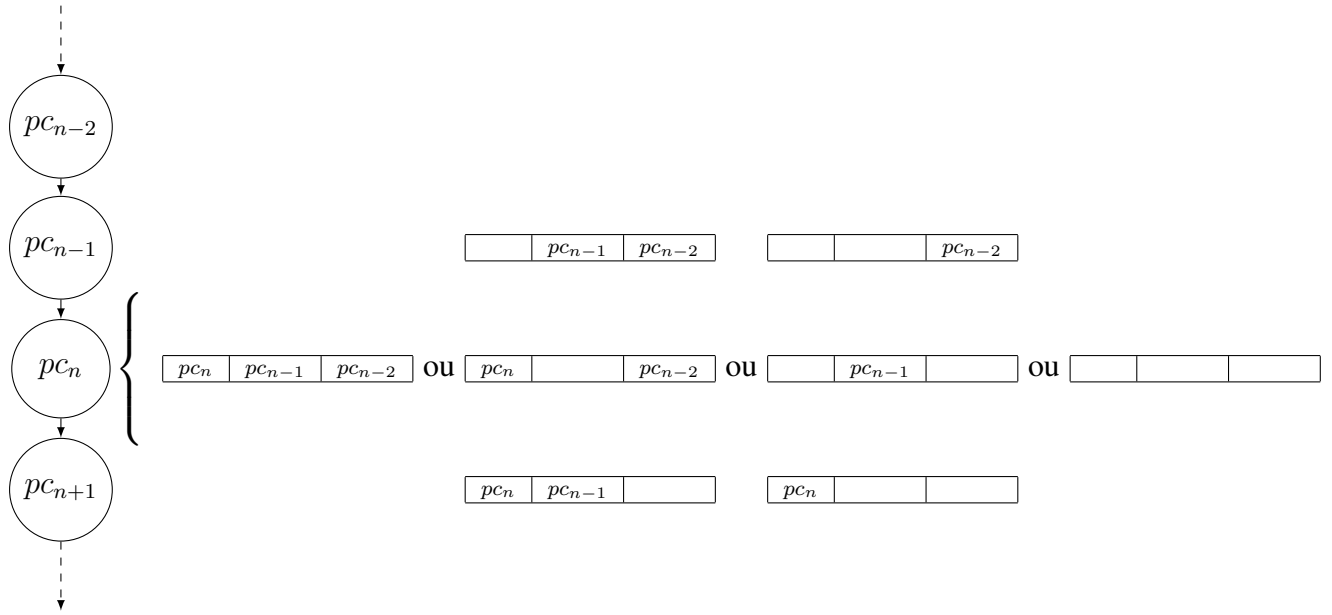 pc_{n-2}
pc_{n-1} pc_{n-1} pc_{n-2} pc_{n-2}
pc_n { pc_n pc_{n-1} pc_{n-2} ou pc_n pc_{n-2} ou pc_{n-1} ou
pc_{n+1} pc_n pc_{n-1} pc_n